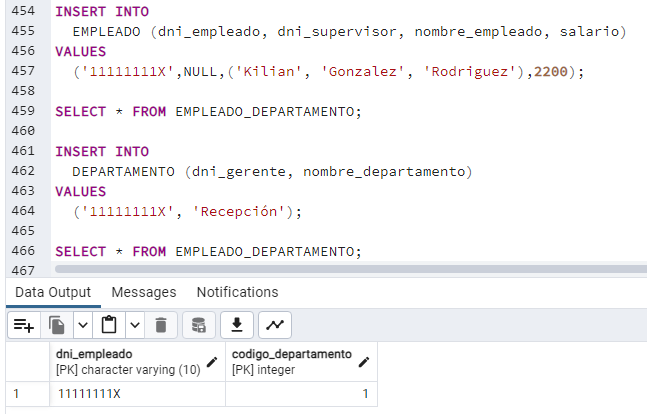 454 INSERT INTO
455 EMPLEADO (dni_empleado, dni_supervisor, nombre_empleado, salario)
456 VALUES
457 ('11111111X',NULL,('Kilian', 'Gonzalez', 'Rodriguez'),2200);
458
459 SELECT * FROM EMPLEADO_DEPARTAMENTO;
460
461 INSERT INTO
462 DEPARTAMENTO (dni_gerente, nombre_departamento)
463 VALUES
464 ('11111111X', 'Recepción');
465
466 SELECT * FROM EMPLEADO_DEPARTAMENTO;
467
Data Output Messages Notifications
dni_empleado codigo_departamento
[PK] character varying (10) [PK] integer
1 11111111X 1